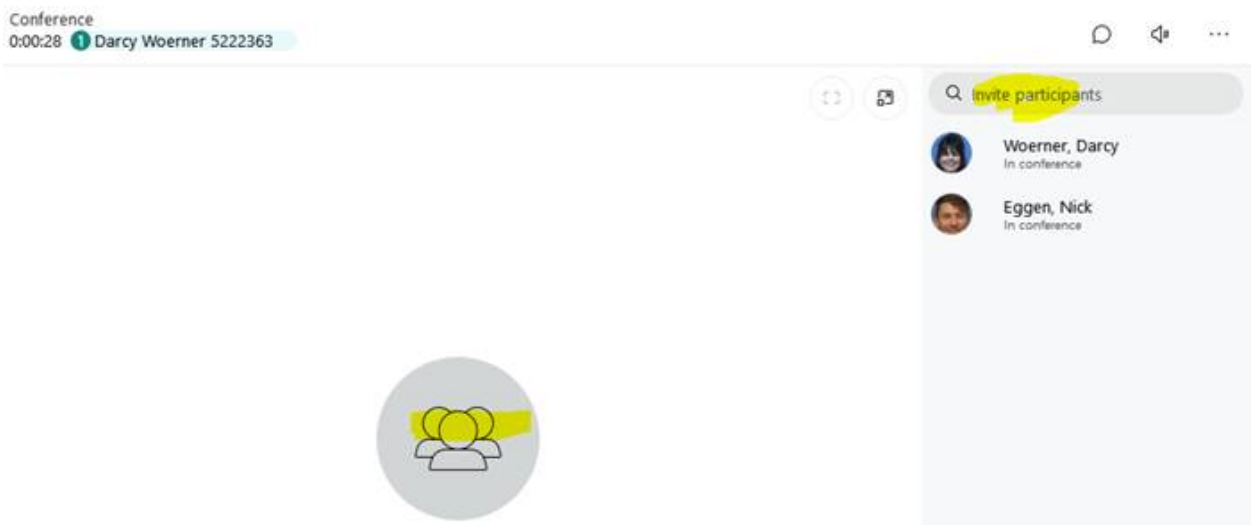 Conference
0:00:28 1 Darcy Woerner 5222363
Invite participants
Woerner, Darcy
In conference
Eggen, Nick
In conference